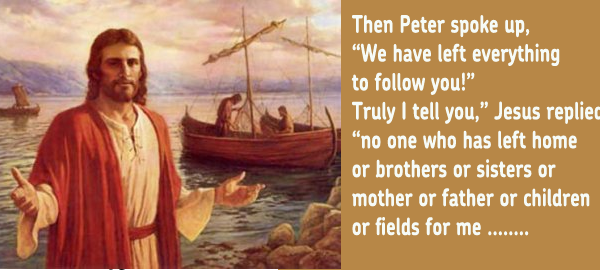 Then Peter spoke up,
“We have left everything
to follow you!”
Truly I tell you,” Jesus replied
“no one who has left home
or brothers or sisters or
mother or father or children
or fields for me ........